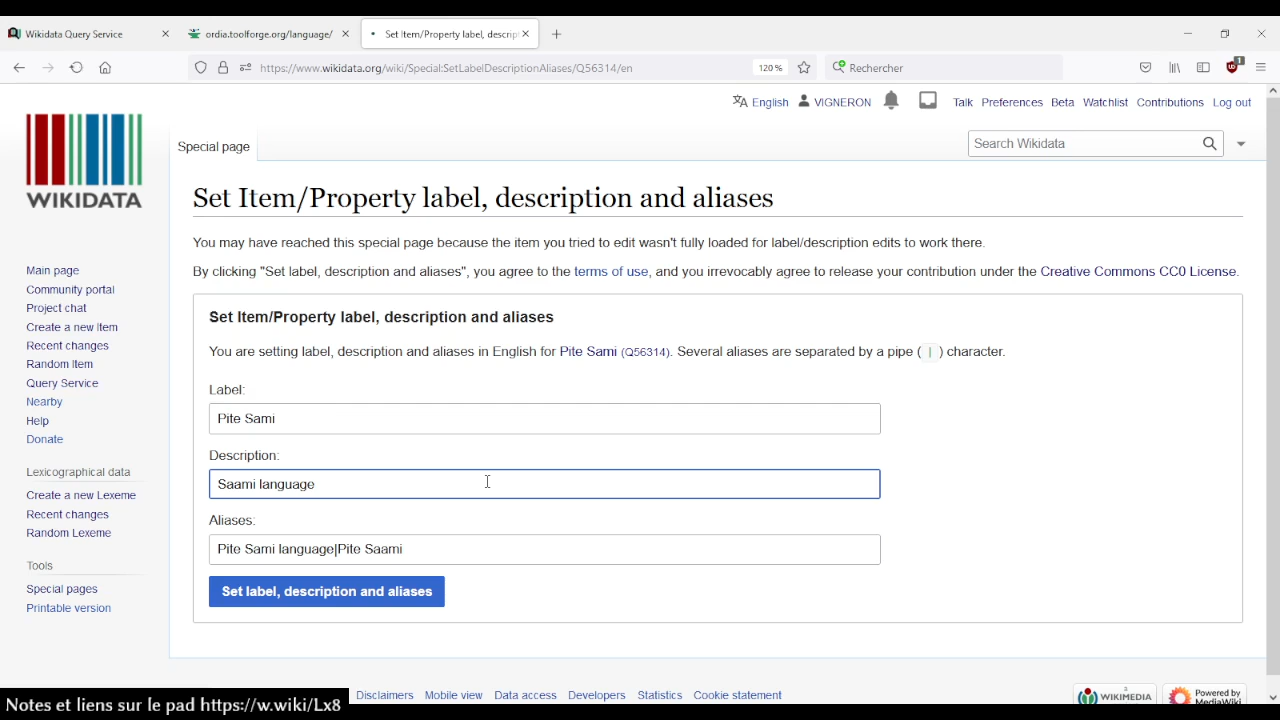 Wikidata Query Service
ordia.toolforge.org/language/
Set Item/Property label, descrip
https://www.wikidata.org/wiki/Special:SetLabelDescriptionAliases/Q56314/en
120 %
Rechercher
1
English
VIGNERON
Talk
Preferences
Beta
Watchlist
Contributions
Log out
WIKIDATA
Special page
Search Wikidata
Set Item/Property label, description and aliases
You may have reached this special page because the item you tried to edit wasn't fully loaded for label/description edits to work there.
By clicking "Set label, description and aliases", you agree to the terms of use, and you irrevocably agree to release your contribution under the Creative Commons CC0 License.
Main page
Community portal
Project chat
Create a new Item
Recent changes
Random Item
Query Service
Nearby
Help
Donate
Lexicographical data
Create a new Lexeme
Recent changes
Random Lexeme
Tools
Special pages
Printable version
Set Item/Property label, description and aliases
You are setting label, description and aliases in English for Pite Sami (Q56314). Several aliases are separated by a pipe ( | ) character.
Label:
Pite Sami
Description:
Saami language
Aliases:
Pite Sami language|Pite Saami
Set label, description and aliases
Disclaimers
Mobile view
Data access
Developers
Statistics
Cookie statement
WIKIMEDIA
Powered by
MediaWiki
Notes et liens sur le pad https://w.wiki/Lx8